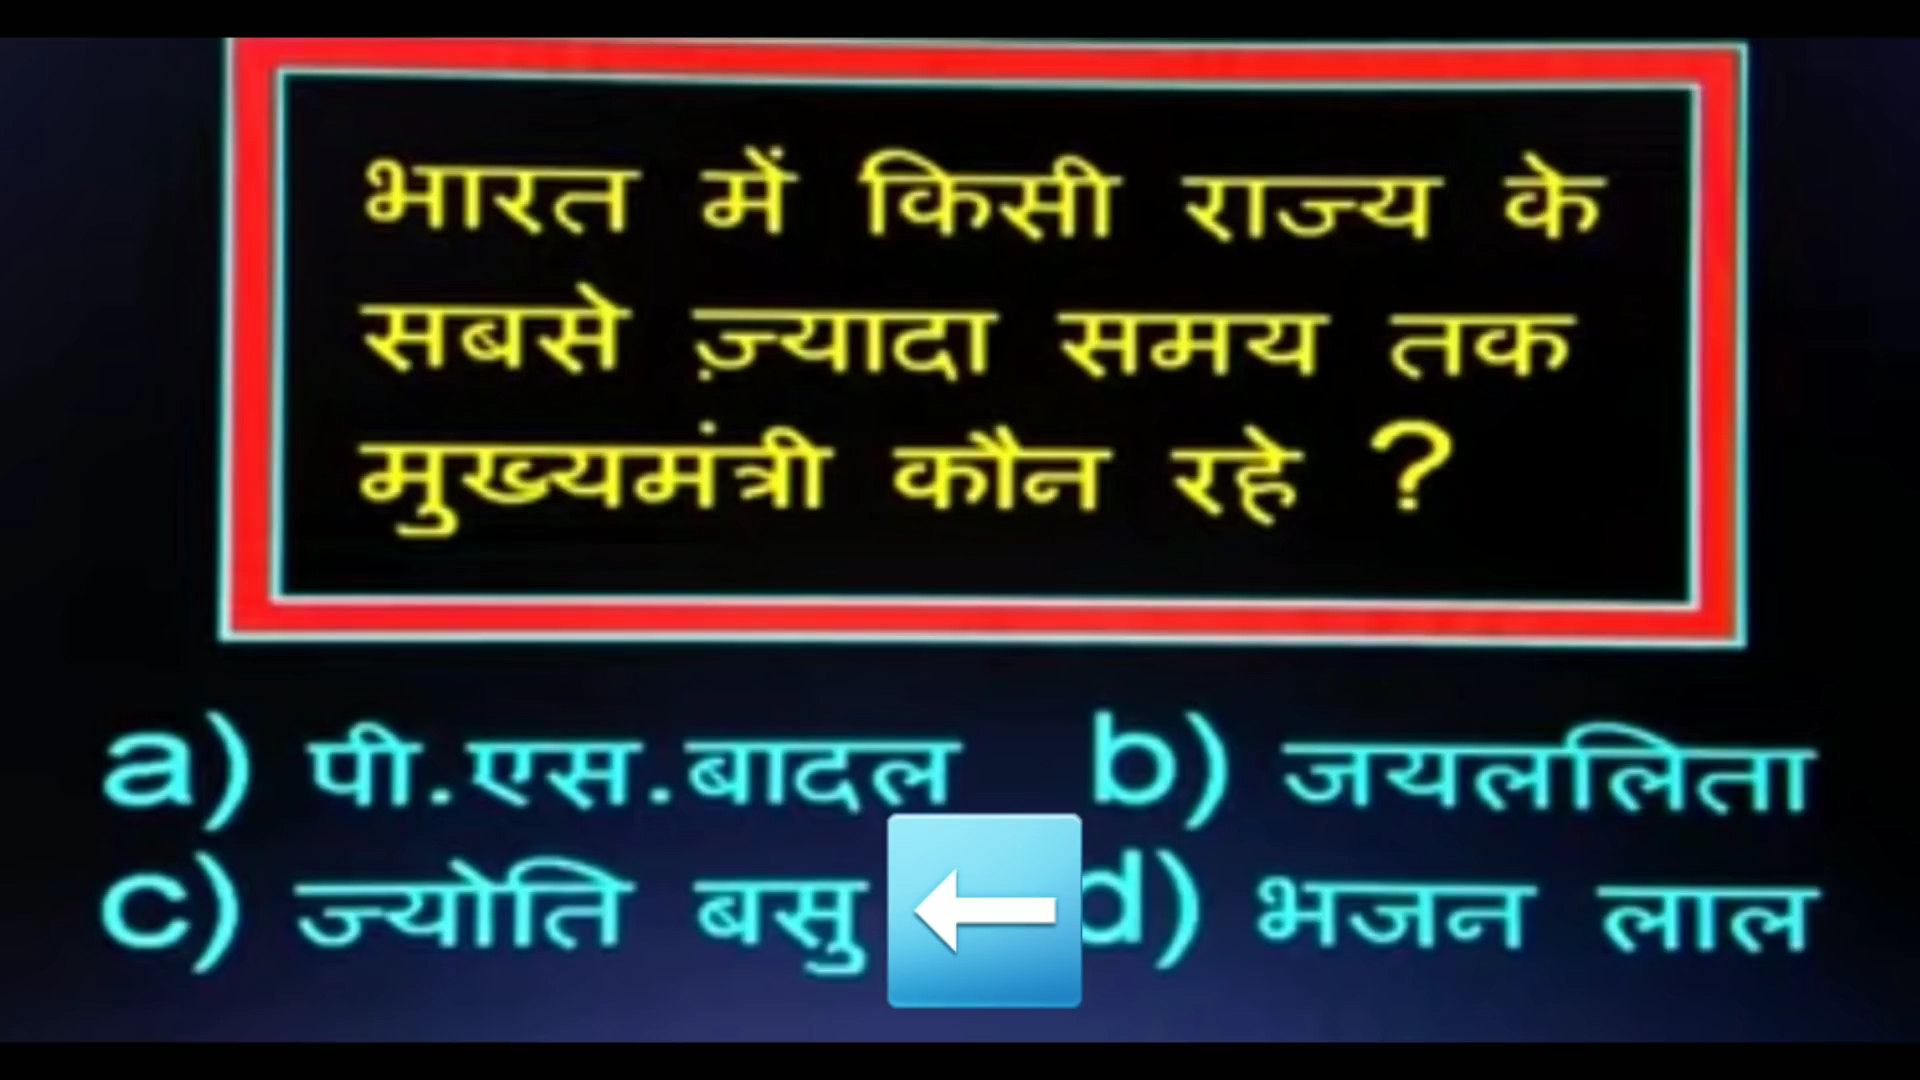 भारत में किसी राज्य के
सबसे ज़्यादा समय तक
मुख्यमंत्री कौन रहे ?
a) पी.एस.बादल b) जयललिता
c) ज्योति बसु d) भजन लाल